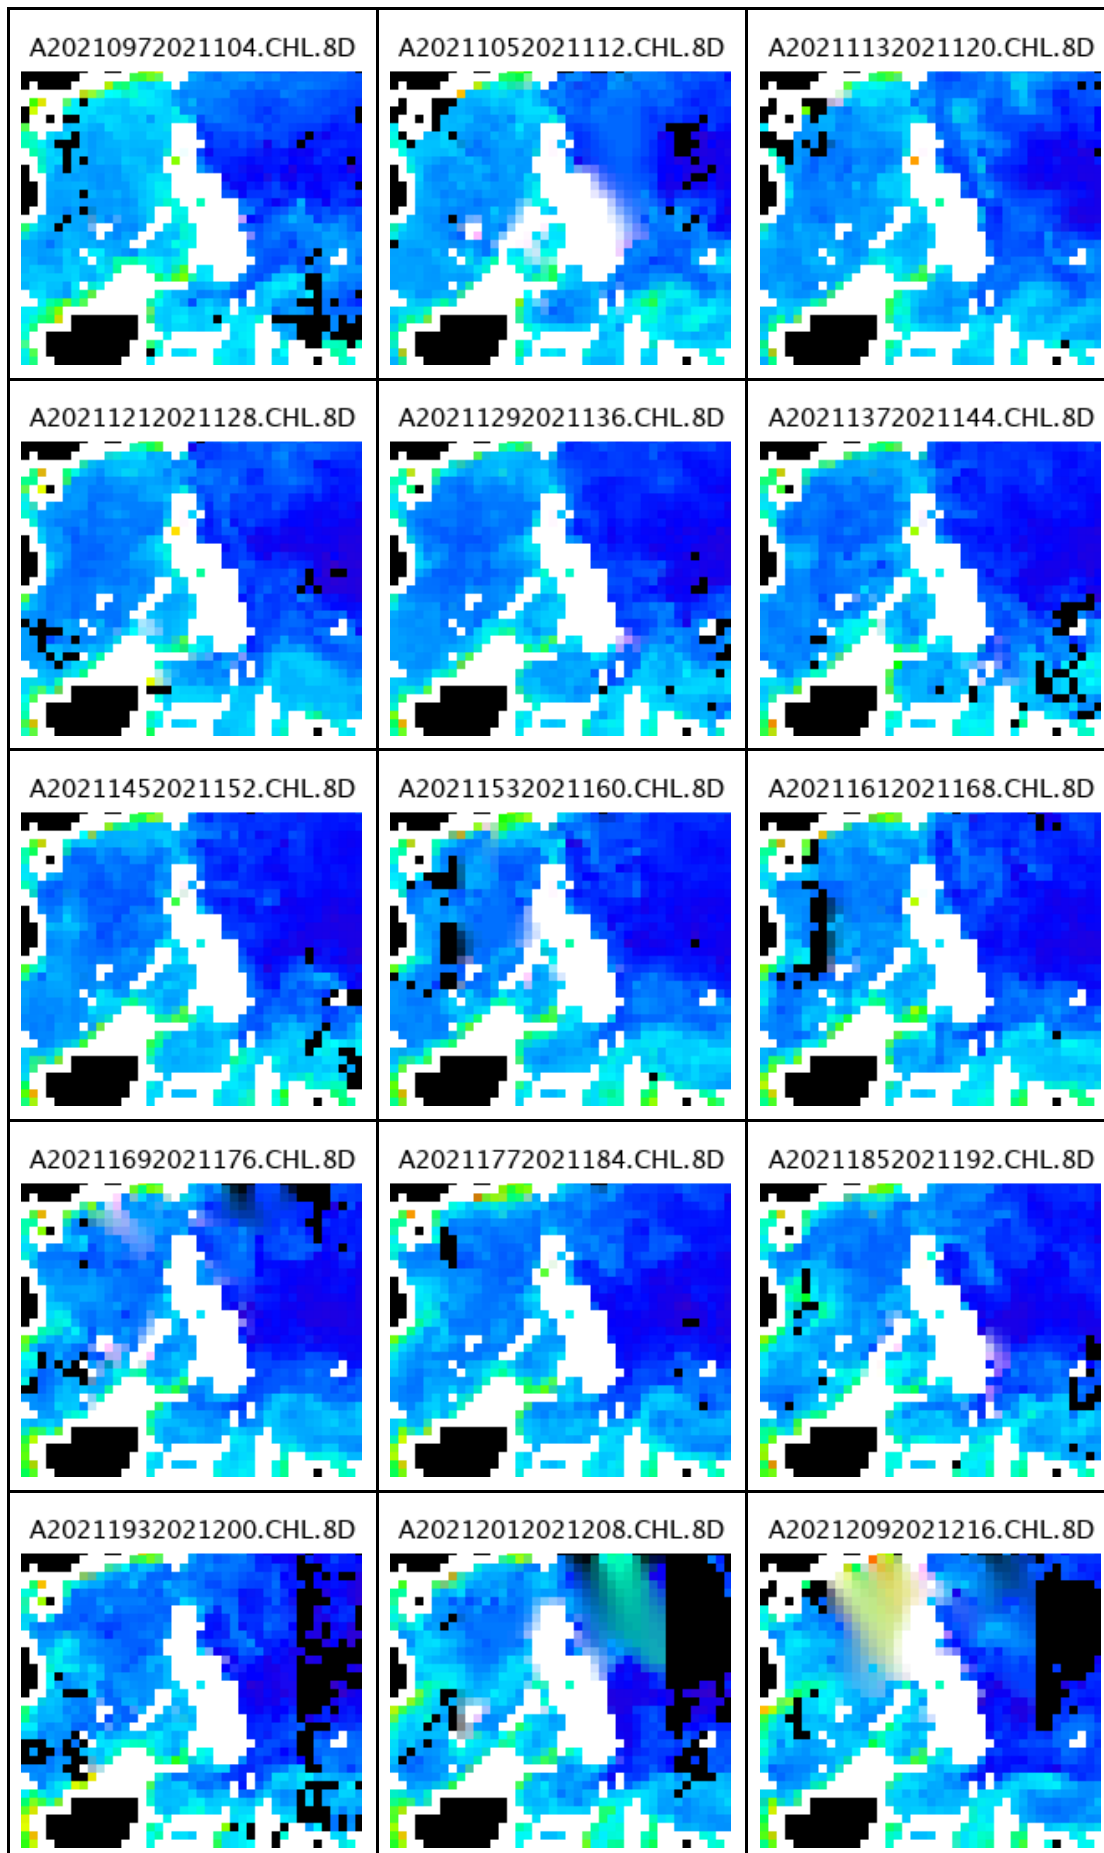 A20210972021104.CHL.8D
A20211052021112.CHL.8D
A20211132021120.CHL.8D
A20211212021128.CHL.8D
A20211292021136.CHL.8D
A20211372021144.CHL.8D
A20211452021152.CHL.8D
A20211532021160.CHL.8D
A20211612021168.CHL.8D
A20211692021176.CHL.8D
A20211772021184.CHL.8D
A20211852021192.CHL.8D
A20211932021200.CHL.8D
A20212012021208.CHL.8D
A20212092021216.CHL.8D